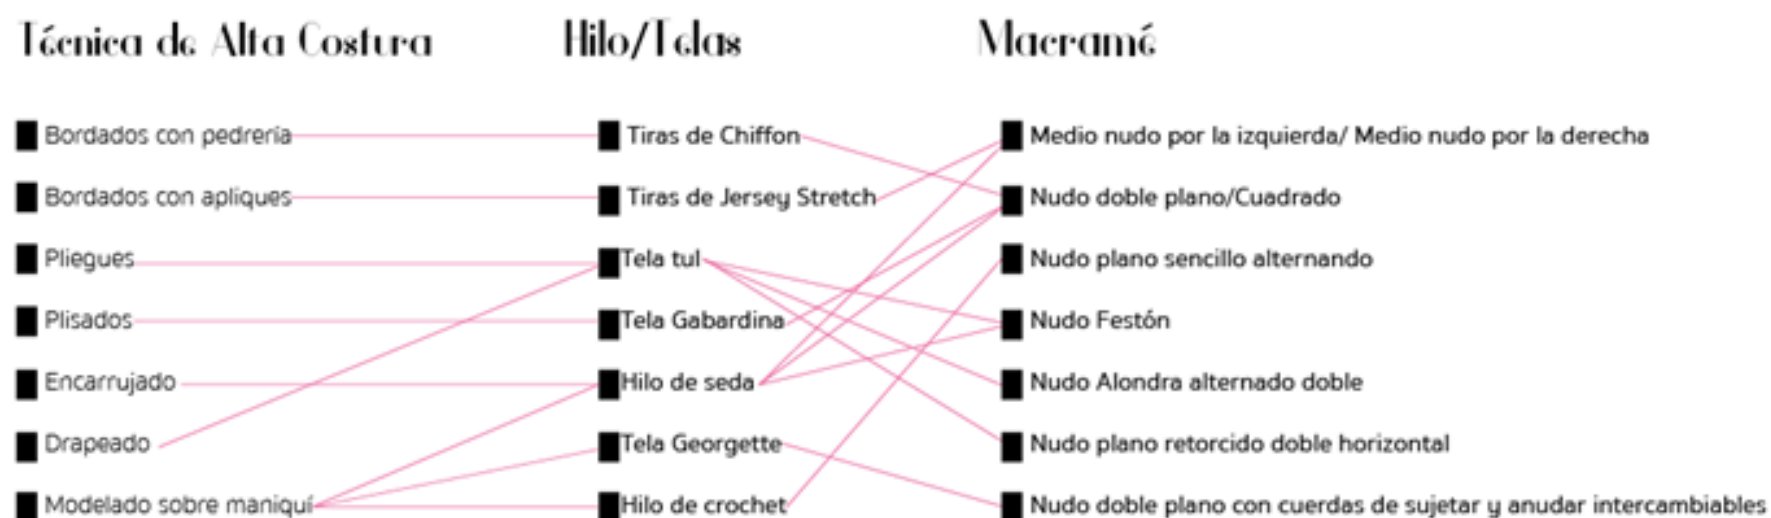 Técnica de Alta Costura Hilo/Telas Macramé
Bordados con pedrería Tiras de Chiffon Medio nudo por la izquierda/ Medio nudo por la derecha
Bordados con apliques Tiras de Jersey Stretch Nudo doble plano/Cuadrado
Pliegues Tela tul Nudo plano sencillo alternando
Plisados Tela Gabardina Nudo Festón
Encarrujado Hilo de seda Nudo Alondra alternado doble
Drapeado Tela Georgette Nudo plano retorcido doble horizontal
Modelado sobre maniquí Hilo de crochet Nudo doble plano con cuerdas de sujetar y anudar intercambiables